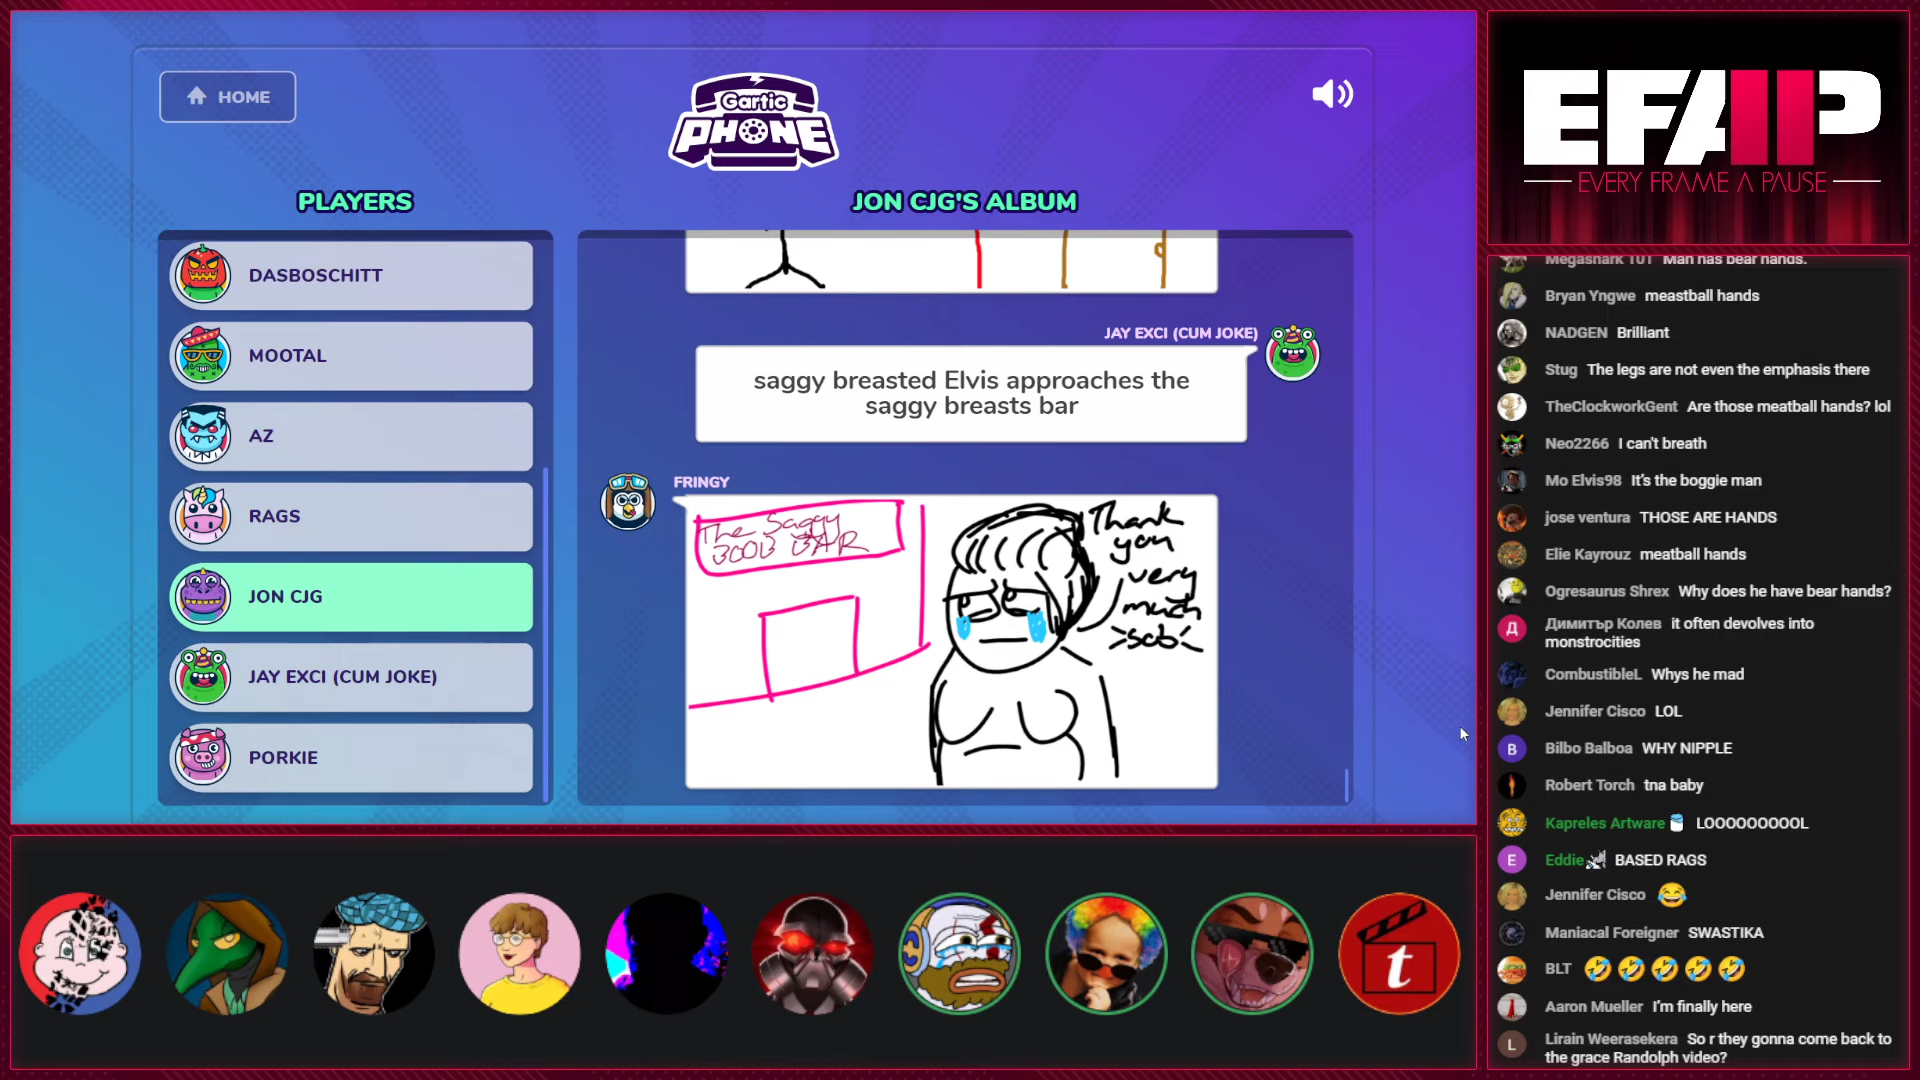 HOME
Gartic
PHONE
PLAYERS
DASBOSCHITT
MOOTAL
AZ
RAGS
JON CJG
JAY EXCI (CUM JOKE)
PORKIE
JON CJG'S ALBUM
JAY EXCI (CUM JOKE)
saggy breasted Elvis approaches the
saggy breasts bar
FRINGY
The Saggy
BOOB BAR
Thank
you
very
much
sob
EFAP
EVERY FRAME A PAUSE
Megashark 101 Man has bear hands.
Bryan Yngwe meastball hands
NADGEN Brilliant
Stug The legs are not even the emphasis there
TheClockworkGent Are those meatball hands? lol
Neo2266 I can't breath
Mo Elvis98 It's the boggie man
jose ventura THOSE ARE HANDS
Elie Kayrouz meatball hands
Ogresaurus Shrex Why does he have bear hands?
Д Димитър Колев it often devolves into
monstrocities
CombustibleL Whys he mad
Jennifer Cisco LOL
B Bilbo Balboa WHY NIPPLE
Robert Torch tna baby
Kapreles Artware LOOOOOOOOOL
E Eddie BASED RAGS
Jennifer Cisco 😂
Maniacal Foreigner SWASTIKA
BLT 🤣🤣🤣🤣🤣
Aaron Mueller I'm finally here
L Lirain Weerasekera So r they gonna come back to
the grace Randolph video?
t